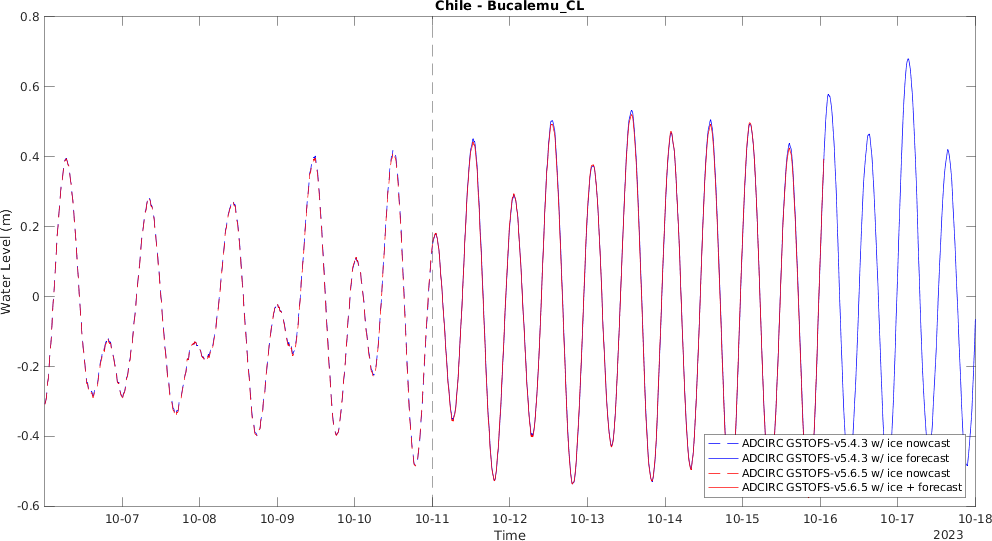 Chile - Bucalemu_CL
0.8
0.6
0.4
0.2
0
-0.2
-0.4
-0.6
Water Level (m)
ADCIRC GSTOFS-v5.4.3 w/ ice nowcast
ADCIRC GSTOFS-v5.4.3 w/ ice forecast
ADCIRC GSTOFS-v5.6.5 w/ ice nowcast
ADCIRC GSTOFS-v5.6.5 w/ ice + forecast
10-07 10-08 10-09 10-10 10-11 10-12 10-13 10-14 10-15 10-16 10-17 10-18
Time
2023